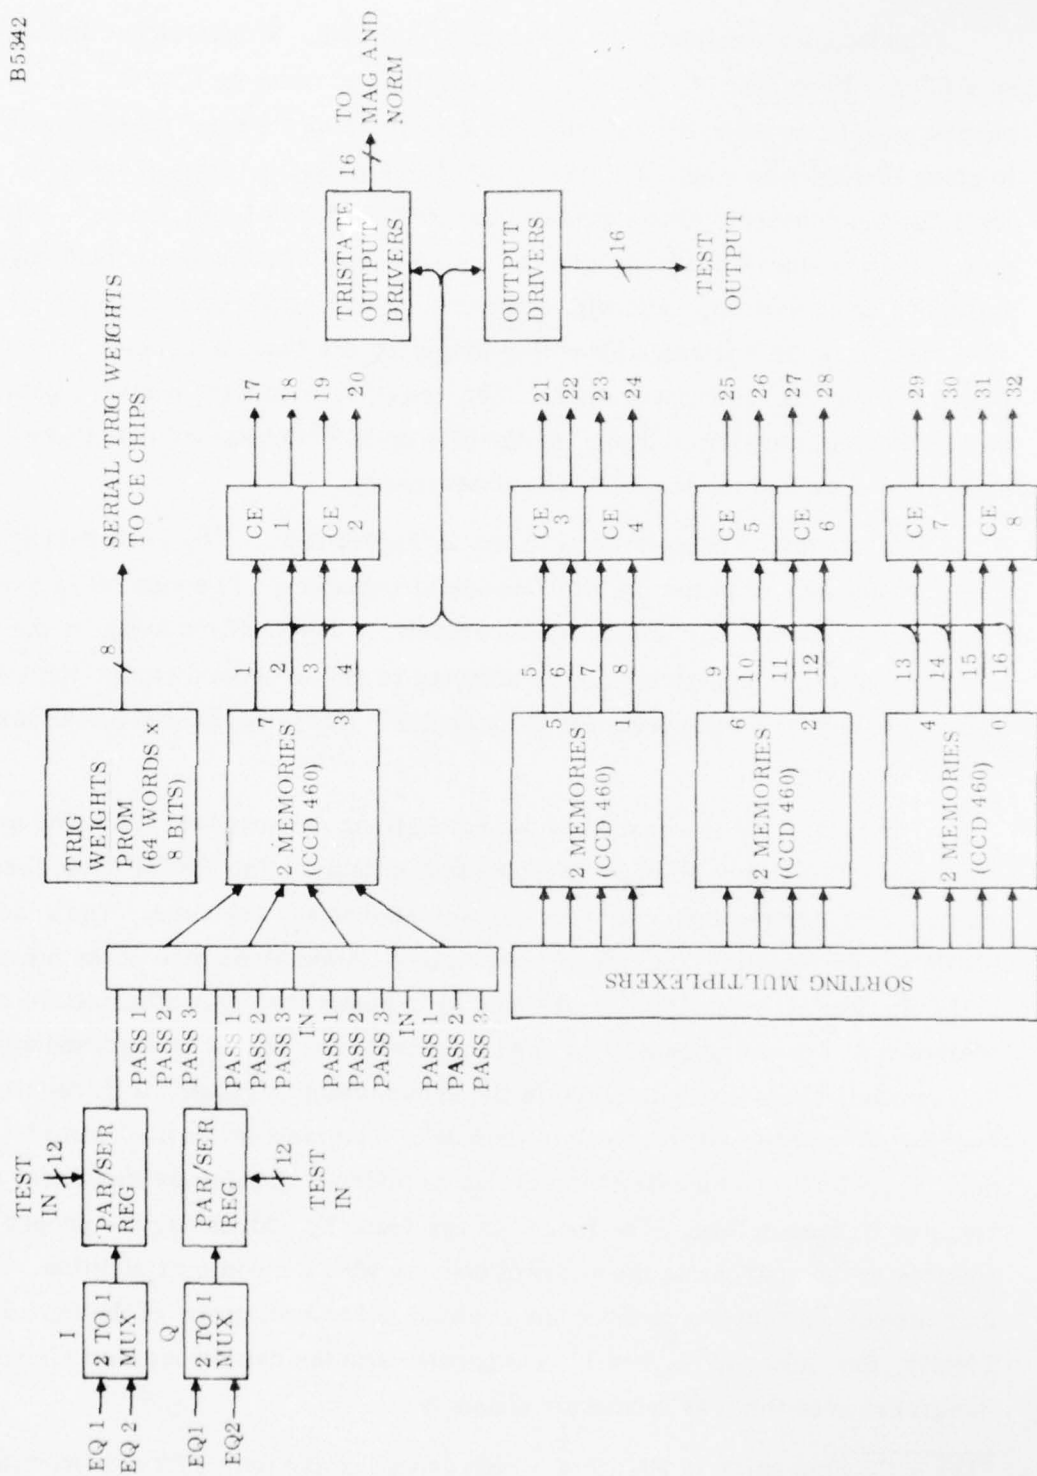 B5342
EQ 1
EQ 2
I
2 TO 1
MUX
TEST
IN
12
PAR/SER
REG
EQ1
EQ2
Q
2 TO 1
MUX
PAR/SER
REG
12
TEST
IN
PASS 1
PASS 2
PASS 3
PASS 1
PASS 2
PASS 3
IN
PASS 1
PASS 2
PASS 3
IN
PASS 1
PASS 2
PASS 3
TRIG
WEIGHTS
PROM
(64 WORDS x
8 BITS)
8
SERIAL TRIG WEIGHTS
TO CE CHIPS
2 MEMORIES
(CCD 460)
7
3
1
2
3
4
CE
1
CE
2
17
18
19
20
TRISTATE
OUTPUT
DRIVERS
16
TO
MAG AND
NORM
OUTPUT
DRIVERS
16
TEST
OUTPUT
SORTING MULTIPLEXERS
2 MEMORIES
(CCD 460)
5
1
5
6
7
8
CE
3
CE
4
21
22
23
24
2 MEMORIES
(CCD 460)
6
2
9
10
11
12
CE
5
CE
6
25
26
27
28
2 MEMORIES
(CCD 460)
4
0
13
14
15
16
CE
7
CE
8
29
30
31
32